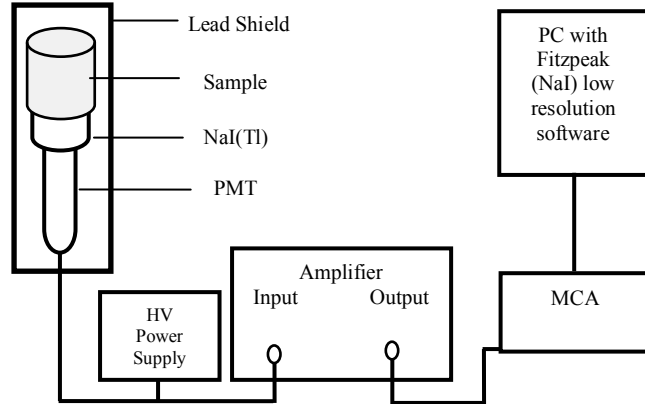 Lead Shield
Sample
NaI(Tl)
PMT
PC with
Fitzpeak
(NaI) low
resolution
software
Amplifier
Input Output
HV
Power
Supply
MCA